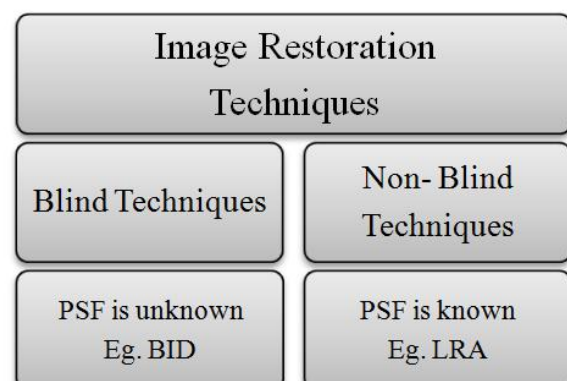 Image Restoration
Techniques
Blind Techniques
Non- Blind
Techniques
PSF is unknown
Eg. BID
PSF is known
Eg. LRA